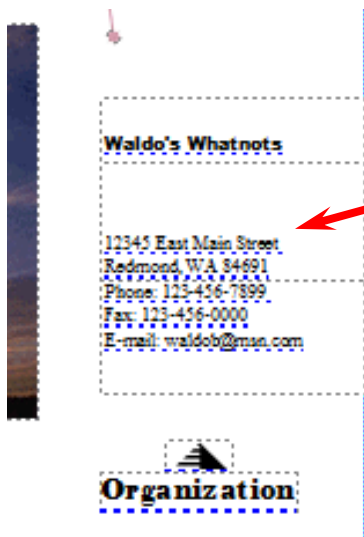 Waldo's Whatnots
12345 East Main Street
Redmond, WA 84691
Phone: 123-456-7899
Fax: 123-456-0000
E-mail: waldob@msn.com
Organization